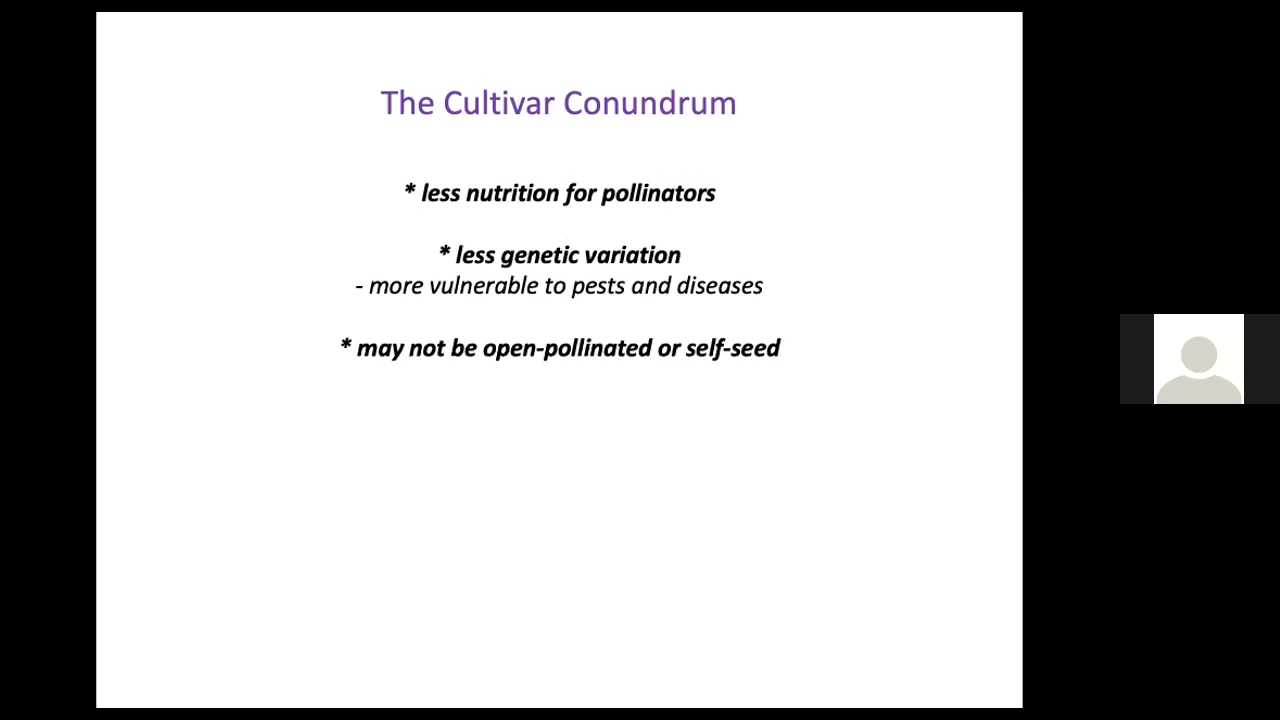 The Cultivar Conundrum
* less nutrition for pollinators
* less genetic variation
- more vulnerable to pests and diseases
* may not be open-pollinated or self-seed